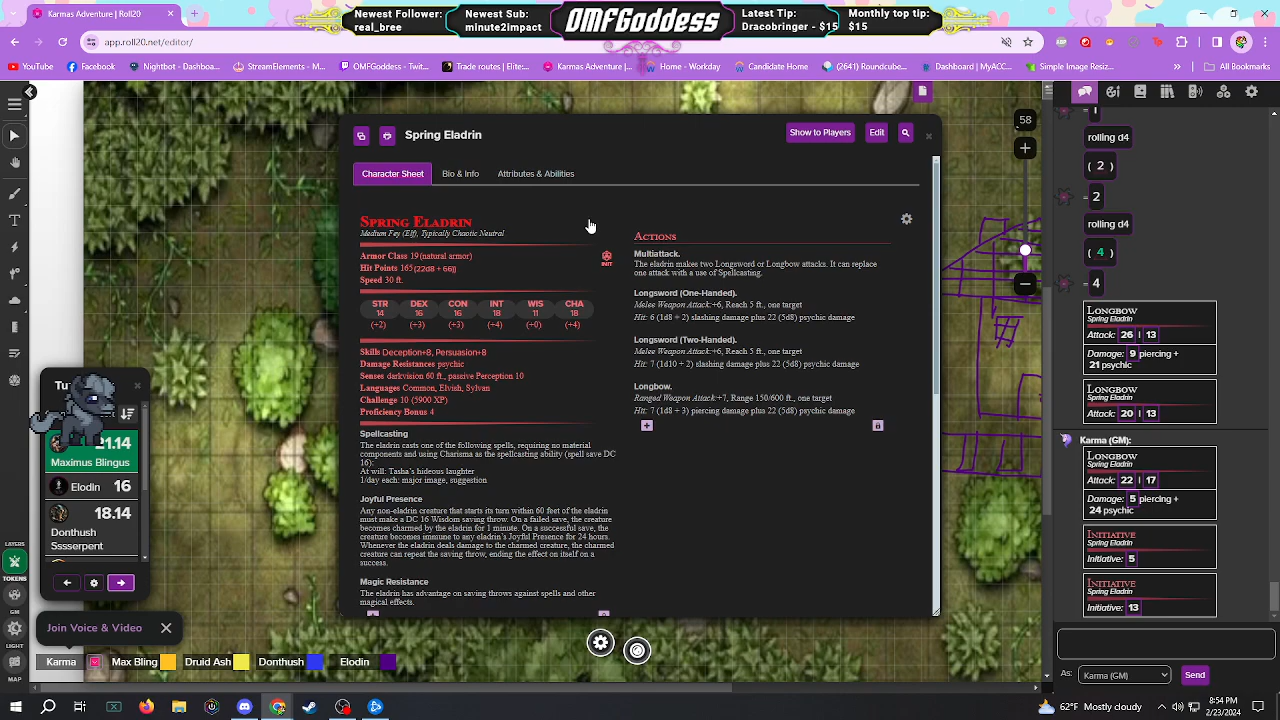 Karma Adventure | Roll20
Newest Follower:
real_bree
Newest Sub:
minute2impact
OMFGoddess
Latest Tip:
Dracobringer - $15
Monthly top tip:
$15
app.roll20.net/editor/
YouTube
Facebook
Nightbot - Dashbo...
StreamElements - D...
Twitch
(27) droops | Twite...
Karma Adventures...
Home - Workday
Candidate Home
(2641) Roundcube...
MyACC
Image Resiz...
All Bookmarks
Spring Eladrin
Show to Players
Edit
Character Sheet
Bio & Info
Attributes & Abilities
Spring Eladrin
Medium Fey (Elf), Typically Chaotic Neutral
Armor Class 19 (natural armor)
Hit Points 165 (22d8 + 66)
Speed 30 ft.
INIT
STR DEX CON INT WIS CHA
14 16 16 18 11 18
(+2) (+3) (+3) (+4) (+0) (+4)
Skills Deception+8, Persuasion+8
Damage Resistances psychic
Senses darkvision 60 ft., passive Perception 10
Languages Common, Elvish, Sylvan
Challenge 10 (5900 XP)
Proficiency Bonus 4
Spellcasting
The eladrin casts one of the following spells, requiring no material
components and using Charisma as the spellcasting ability (spell save DC
16):
At will: Tasha's hideous laughter
1/day each: major image, suggestion
Joyful Presence
Any non-eladrin creature that starts its turn within 60 feet of the eladrin
must make a DC 16 Wisdom saving throw. On a failed save, the creature
becomes charmed by the eladrin for 1 minute. On a successful save, the
creature becomes immune to any eladrin's Joyful Presence for 24 hours.
Whenever the eladrin deals damage to the charmed creature, the charmed
creature can repeat the saving throw, ending the effect on itself on a
success.
Magic Resistance
The eladrin has advantage on saving throws against spells and other
magical effects.
Actions
Multiattack.
The eladrin makes two Longsword or Longbow attacks. It can replace
one attack with a use of Spellcasting.
Longsword (One-Handed).
Melee Weapon Attack:+6, Reach 5 ft., one target
Hit: 6 (1d8 + 2) slashing damage plus 22 (5d8) psychic damage
Longsword (Two-Handed).
Melee Weapon Attack:+6, Reach 5 ft., one target
Hit: 7 (1d10 + 2) slashing damage plus 22 (5d8) psychic damage
Longbow.
Ranged Weapon Attack:+7, Range 150/600 ft., one target
Hit: 7 (1d8 + 3) piercing damage plus 22 (5d8) psychic damage
58
Tu
21.14
Maximus Blingus
Elodin 16
18.14
Donthush
Sssserpent
LAYERS
TOKENS
GM
LIGHT
MAP
Join Voice & Video
Karma
Max Bling
Druid Ash
Donthush
Elodin
rolling d4
( 2 )
= 2
rolling d4
( 4 )
= 4
Longbow
Spring Eladrin
Attack: 26 | 13
Damage: 9 piercing +
21 psychic
Longbow
Spring Eladrin
Attack: 20 | 13
Karma (GM):
Longbow
Spring Eladrin
Attack: 22 | 17
Damage: 5 piercing +
24 psychic
Initiative
Spring Eladrin
Initiative: 5
Initiative
Spring Eladrin
Initiative: 13
As:
Karma (GM)
Send
Mostly cloudy
8:54 PM
2/23/2024